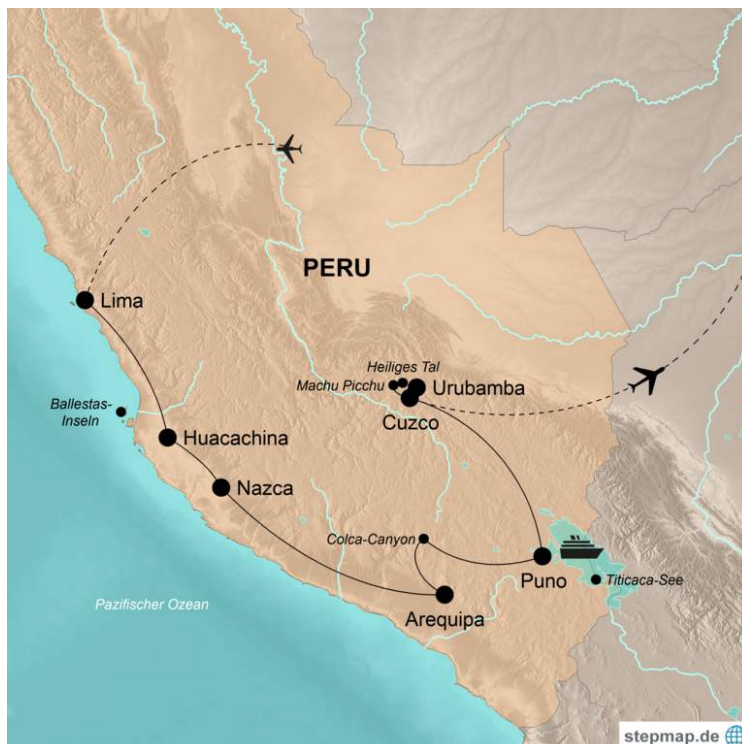 PERU
Lima
Heiliges Tal
Machu Picchu
Urubamba
Cuzco
Ballestas-
Inseln
Huacachina
Nazca
Colca-Canyon
Puno
Titicaca-See
Arequipa
Pazifischer Ozean
stepmap.de